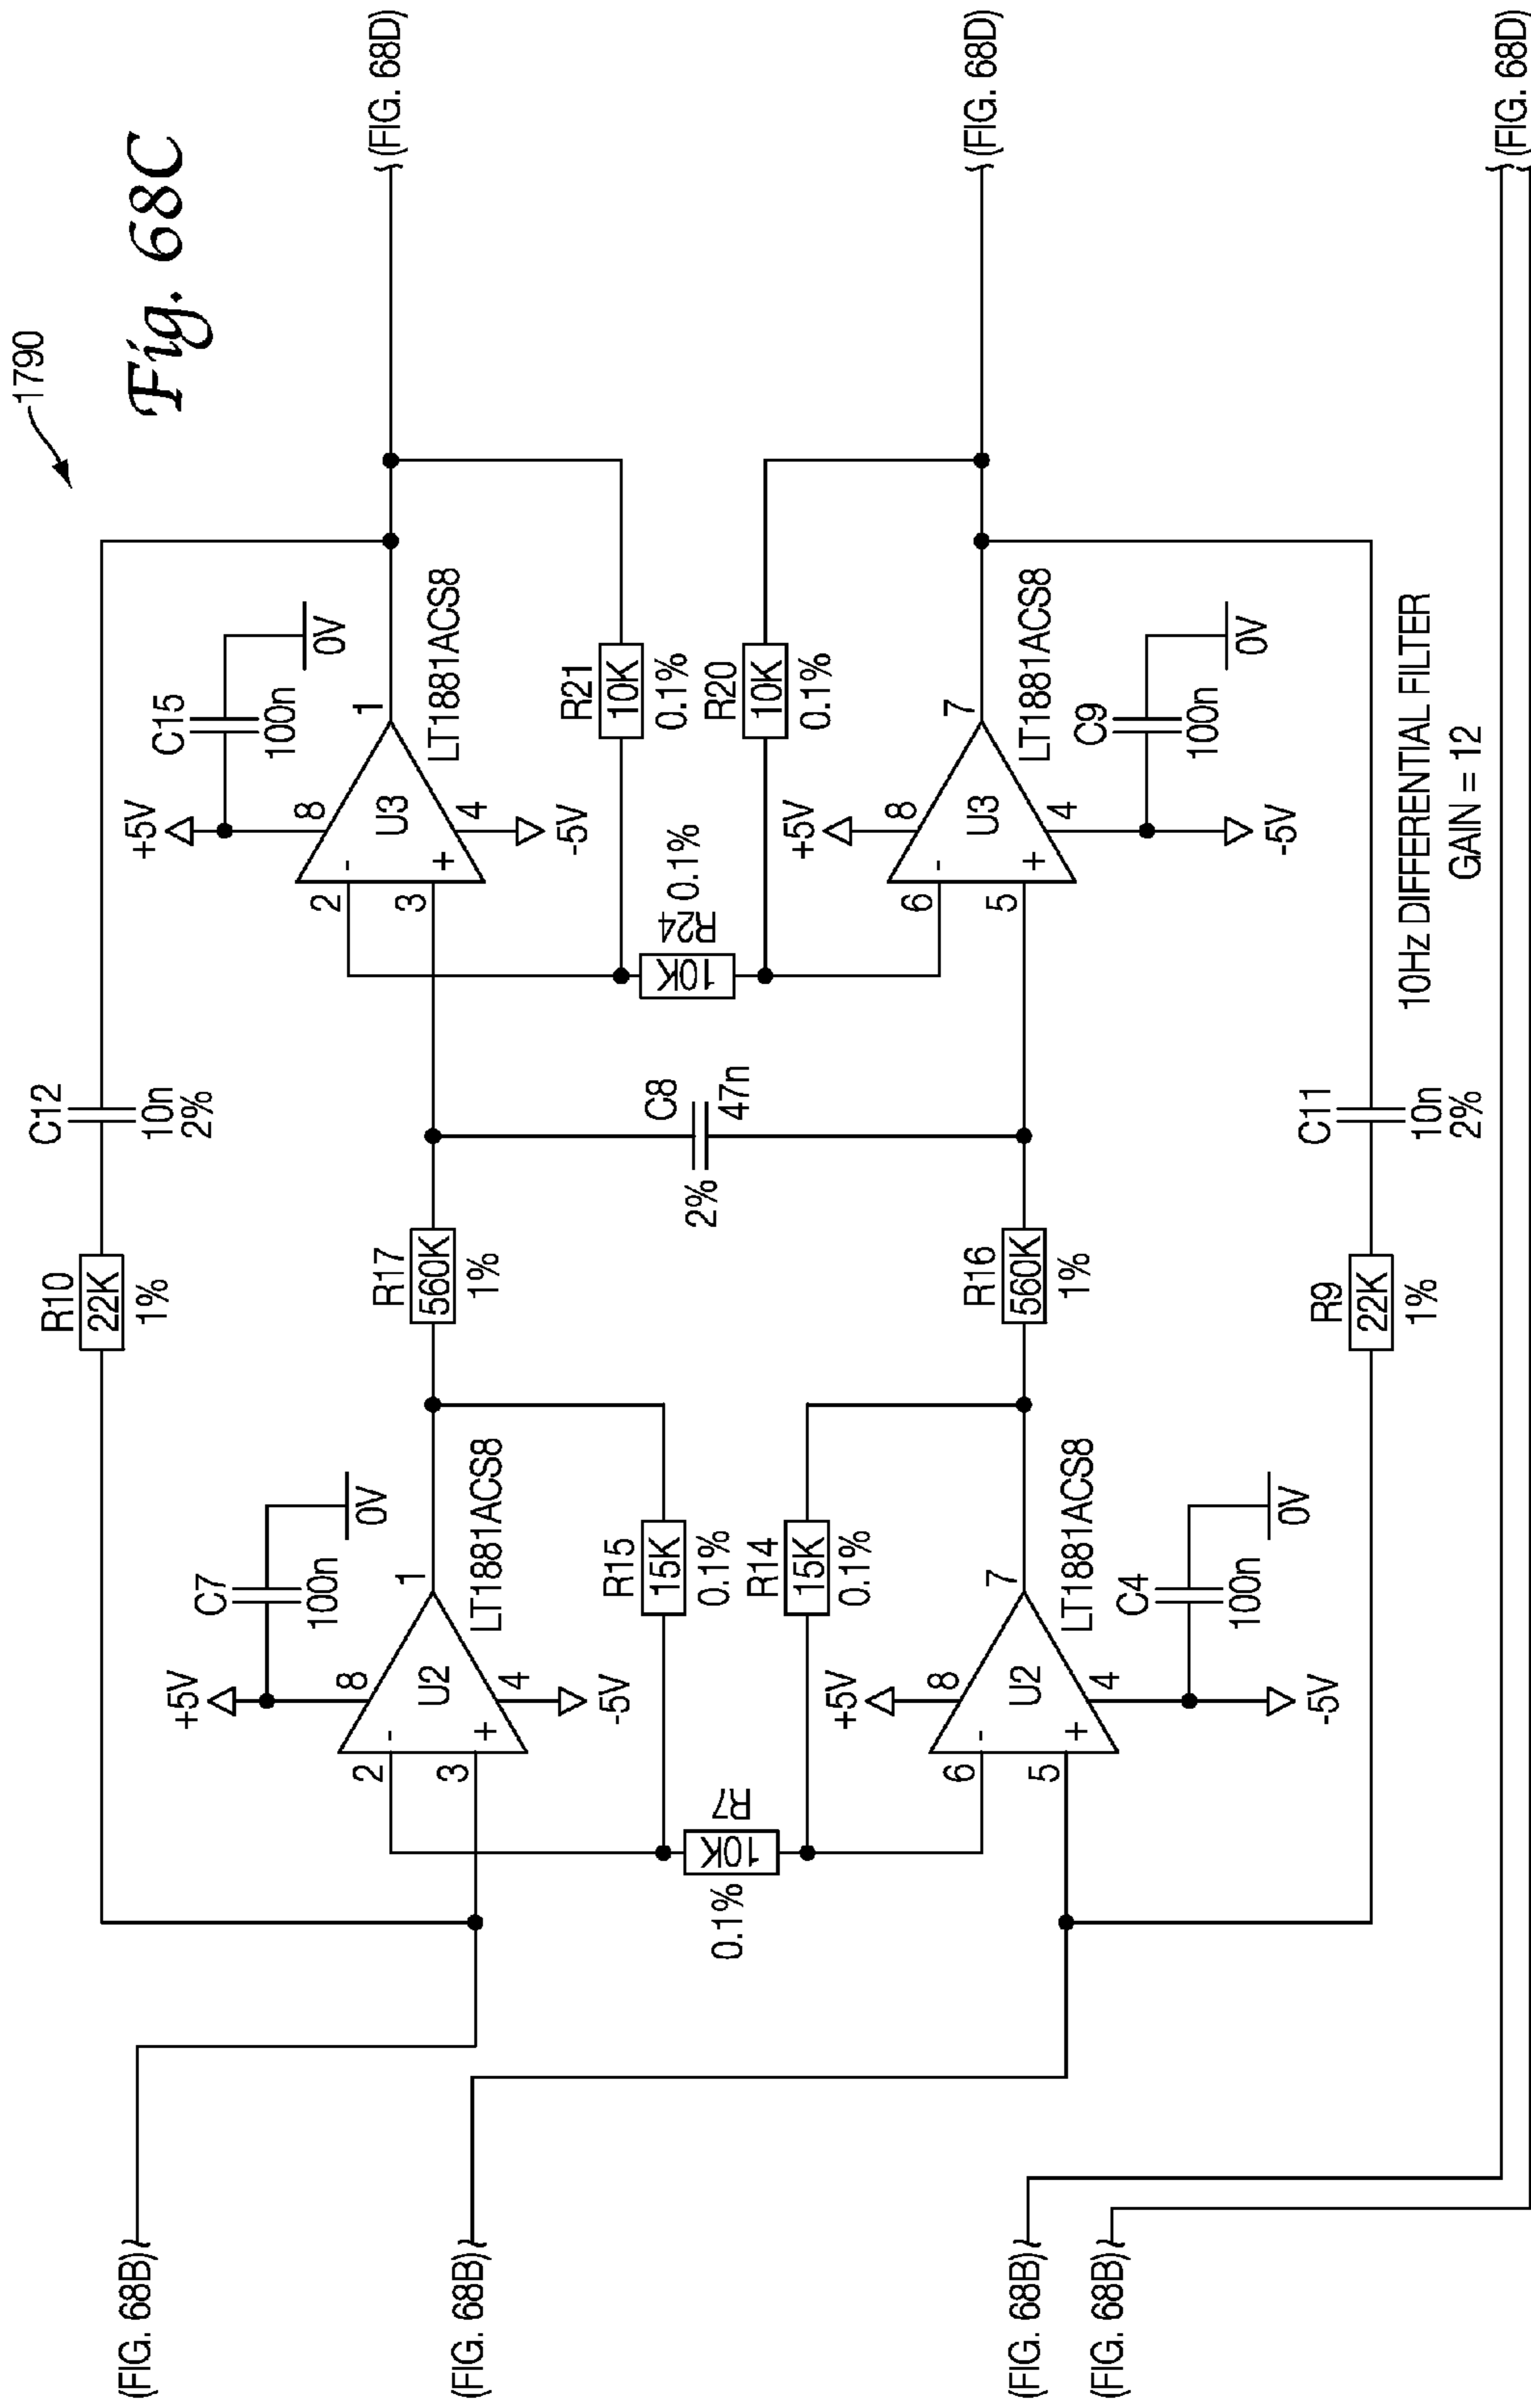 1790
Fig. 68C
C12
10n
2%
R10
22K
1%
(FIG. 68B)
(FIG. 68D)
+5V
C7
100n
0V
8
2
-
U2
1
3
+
4
-5V
LT1881ACS8
R17
560K
1%
+5V
C15
100n
0V
8
2
-
U3
1
3
+
4
-5V
LT1881ACS8
R15
15K
0.1%
R7
10K
0.1%
C8
47n
2%
R21
10K
0.1%
R24
10K
0.1%
(FIG. 68B)
(FIG. 68D)
R14
15K
0.1%
+5V
8
6
-
U2
7
5
+
4
-5V
LT1881ACS8
C4
100n
0V
R16
560K
1%
R20
10K
0.1%
+5V
8
6
-
U3
7
5
+
4
-5V
LT1881ACS8
C9
100n
0V
R9
22K
1%
C11
10n
2%
10Hz DIFFERENTIAL FILTER
GAIN = 12
(FIG. 68B)
(FIG. 68B)
(FIG. 68D)